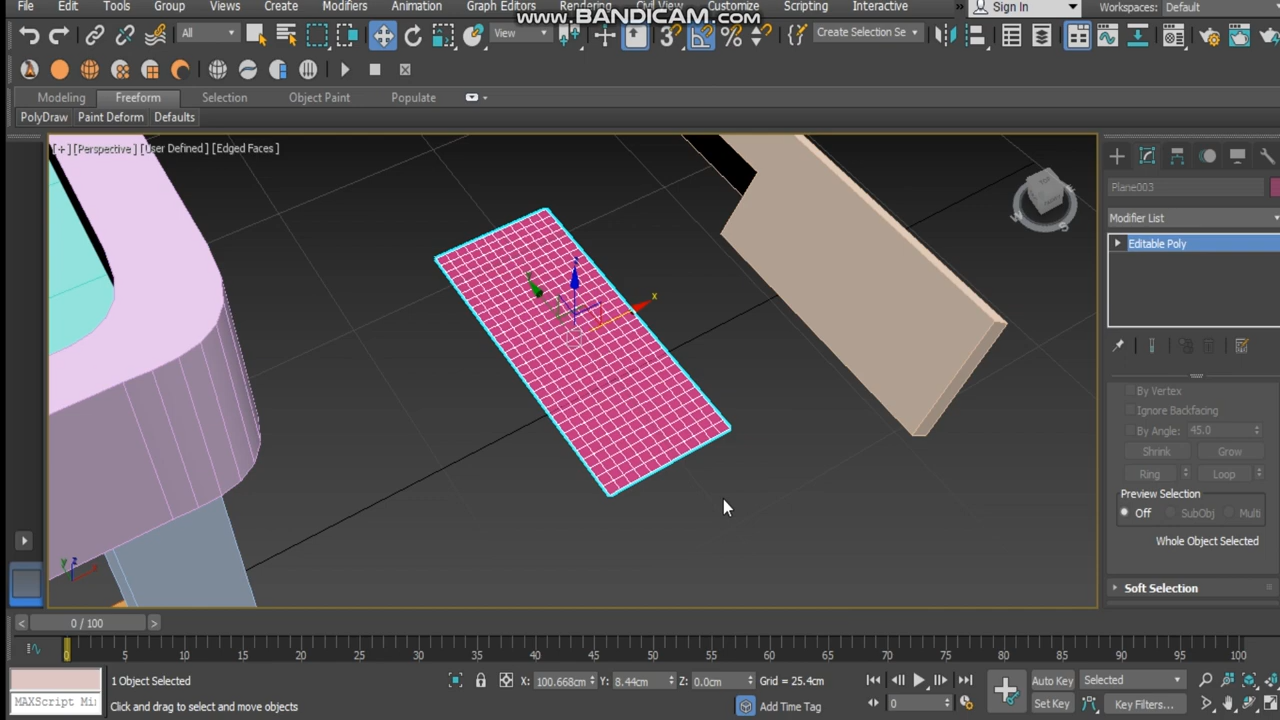 File Edit Tools Group Views Create Modifiers Animation Graph Editors Rendering Civil View Customize Scripting Interactive » Sign In Workspaces: Default
www.BANDICAM.com
All View Create Selection Se
Modeling Freeform Selection Object Paint Populate
PolyDraw Paint Deform Defaults
[+] [Perspective] [User Defined] [Edged Faces]
Plane003
Modifier List
Editable Poly
By Vertex
Ignore Backfacing
By Angle: 45.0
Shrink Grow
Ring Loop
Preview Selection
Off SubObj Multi
Whole Object Selected
Soft Selection
x
W S
< 0 / 100 >
0 5 10 15 20 25 30 35 40 45 50 55 60 65 70 75 80 85 90 95 100
1 Object Selected X: 100.668cm Y: 8.44cm Z: 0.0cm Grid = 25.4cm Auto Key Selected
MAXScript Mi Click and drag to select and move objects Add Time Tag 0 Set Key Key Filters...